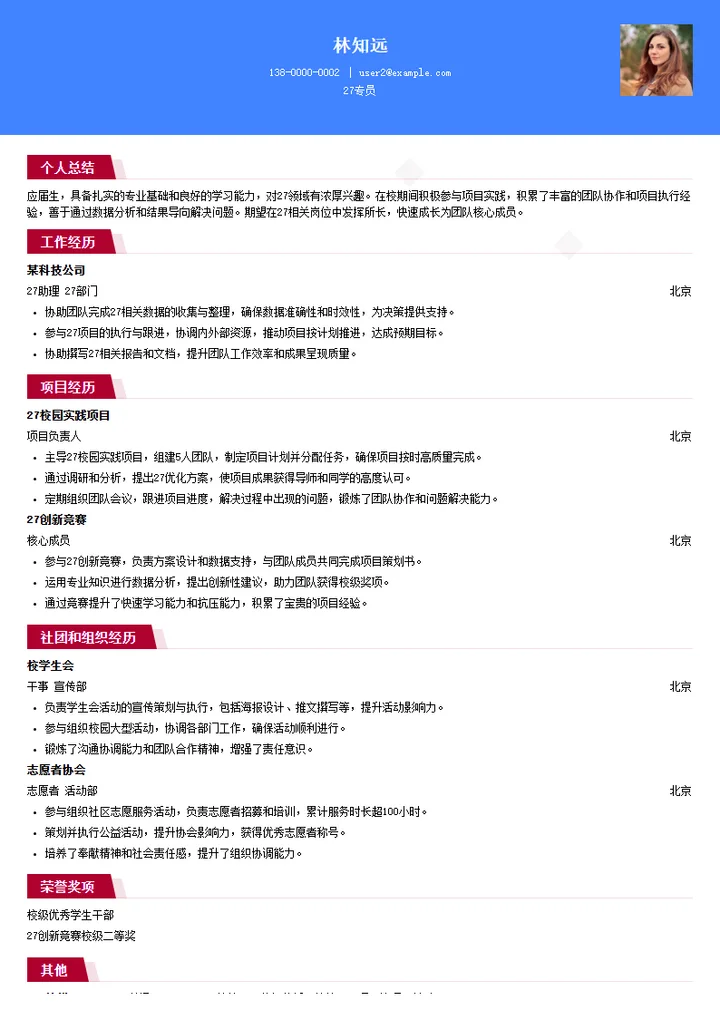 林知远
138-0000-0002 | user2@example.com
27专员
个人总结
应届生，具备扎实的专业基础和良好的学习能力，对27领域有浓厚兴趣。在校期间积极参与项目实践，积累了丰富的团队协作和项目执行经
验，善于通过数据分析和结果导向解决问题。期望在27相关岗位中发挥所长，快速成长为团队核心成员。
工作经历
某科技公司
27助理 27部门 北京
• 协助团队完成27相关数据的收集与整理，确保数据准确性和时效性，为决策提供支持。
• 参与27项目的执行与跟进，协调内外部资源，推动项目按计划推进，达成预期目标。
• 协助撰写27相关报告和文档，提升团队工作效率和成果呈现质量。
项目经历
27校园实践项目
项目负责人 北京
• 主导27校园实践项目，组建5人团队，制定项目计划并分配任务，确保项目按时高质量完成。
• 通过调研和分析，提出27优化方案，使项目成果获得导师和同学的高度认可。
• 定期组织团队会议，跟进项目进度，解决过程中出现的问题，锻炼了团队协作和问题解决能力。
27创新竞赛
核心成员 北京
• 参与27创新竞赛，负责方案设计和数据支持，与团队成员共同完成项目策划书。
• 运用专业知识进行数据分析，提出创新性建议，助力团队获得校级奖项。
• 通过竞赛提升了快速学习能力和抗压能力，积累了宝贵的项目经验。
社团和组织经历
校学生会
干事 宣传部 北京
• 负责学生会活动的宣传策划与执行，包括海报设计、推文撰写等，提升活动影响力。
• 参与组织校园大型活动，协调各部门工作，确保活动顺利进行。
• 锻炼了沟通协调能力和团队合作精神，增强了责任意识。
志愿者协会
志愿者 活动部 北京
• 参与组织社区志愿服务活动，负责志愿者招募和培训，累计服务时长超100小时。
• 策划并执行公益活动，提升协会影响力，获得优秀志愿者称号。
• 培养了奉献精神和社会责任感，提升了组织协调能力。
荣誉奖项
校级优秀学生干部
27创新竞赛校级二等奖
其他